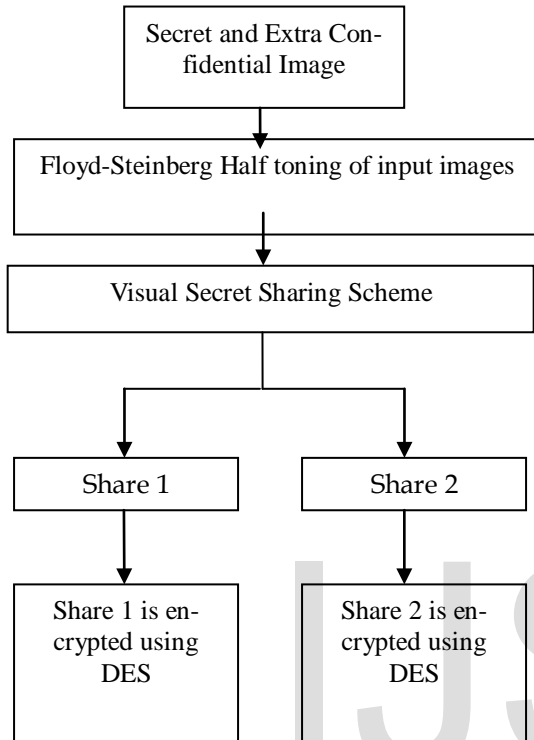 Secret and Extra Con-
fidential Image
Floyd-Steinberg Half toning of input images
Visual Secret Sharing Scheme
Share 1
Share 2
Share 1 is en-
crypted using
DES
Share 2 is en-
crypted using
DES
IJS